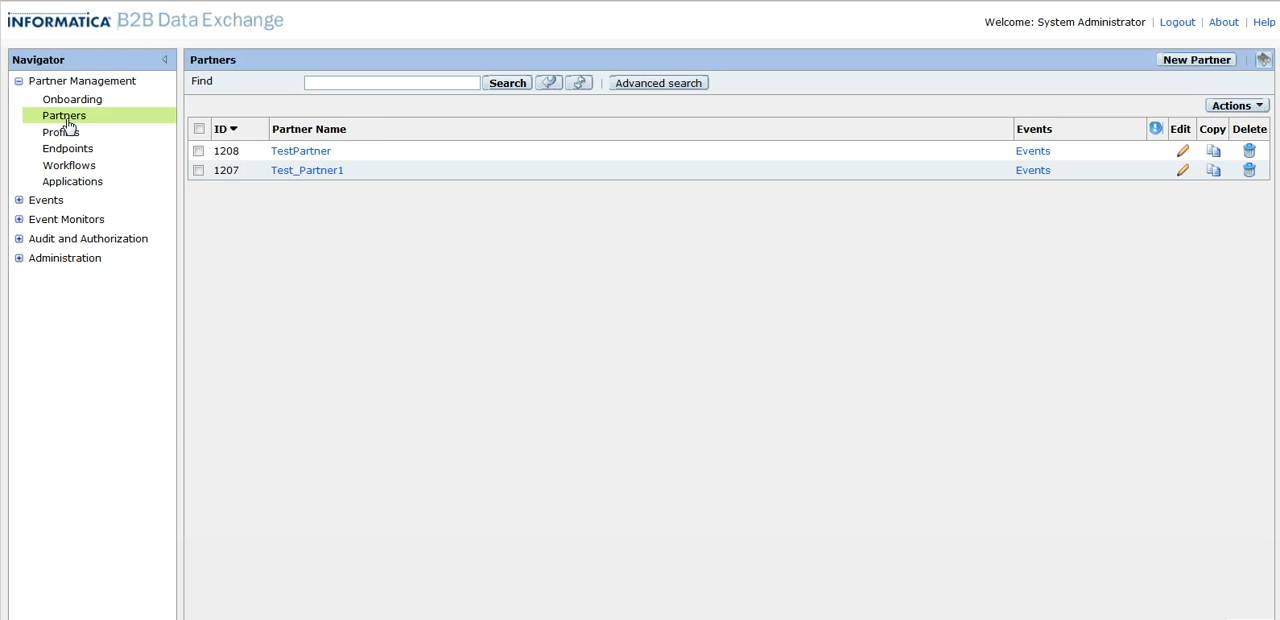 INFORMATICA B2B Data Exchange
Welcome: System Administrator | Logout | About | Help
Navigator
Partner Management
Onboarding
Partners
Profiles
Endpoints
Workflows
Applications
Events
Event Monitors
Audit and Authorization
Administration
Partners
New Partner
Find
Search
Advanced search
Actions
ID Partner Name Events Edit Copy Delete
1208 TestPartner Events
1207 Test_Partner1 Events